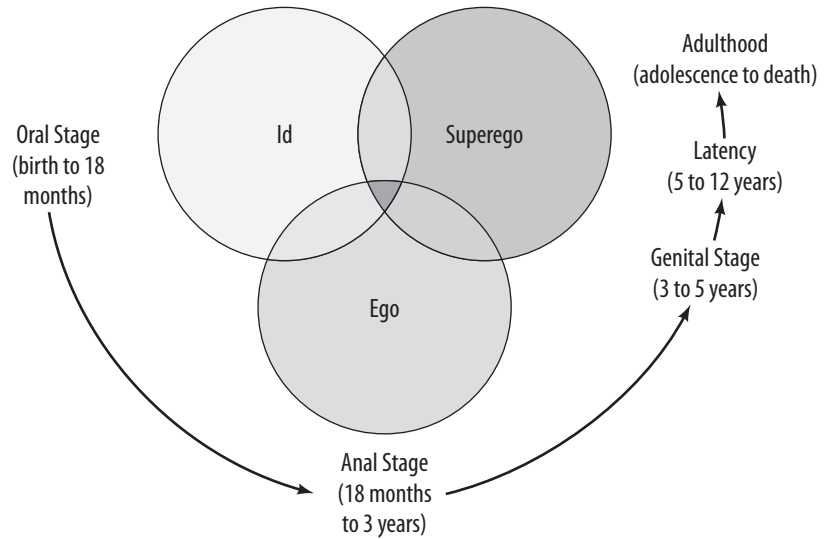 Oral Stage
(birth to 18
months)
Id
Superego
Ego
Anal Stage
(18 months
to 3 years)
Genital Stage
(3 to 5 years)
Latency
(5 to 12 years)
Adulthood
(adolescence to death)